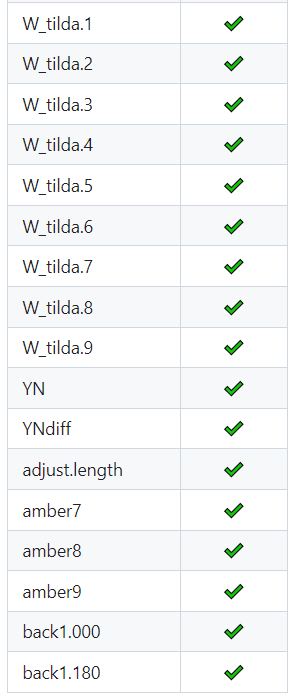 W_tilda.1
W_tilda.2
W_tilda.3
W_tilda.4
W_tilda.5
W_tilda.6
W_tilda.7
W_tilda.8
W_tilda.9
YN
YNdiff
adjust.length
amber7
amber8
amber9
back1.000
back1.180